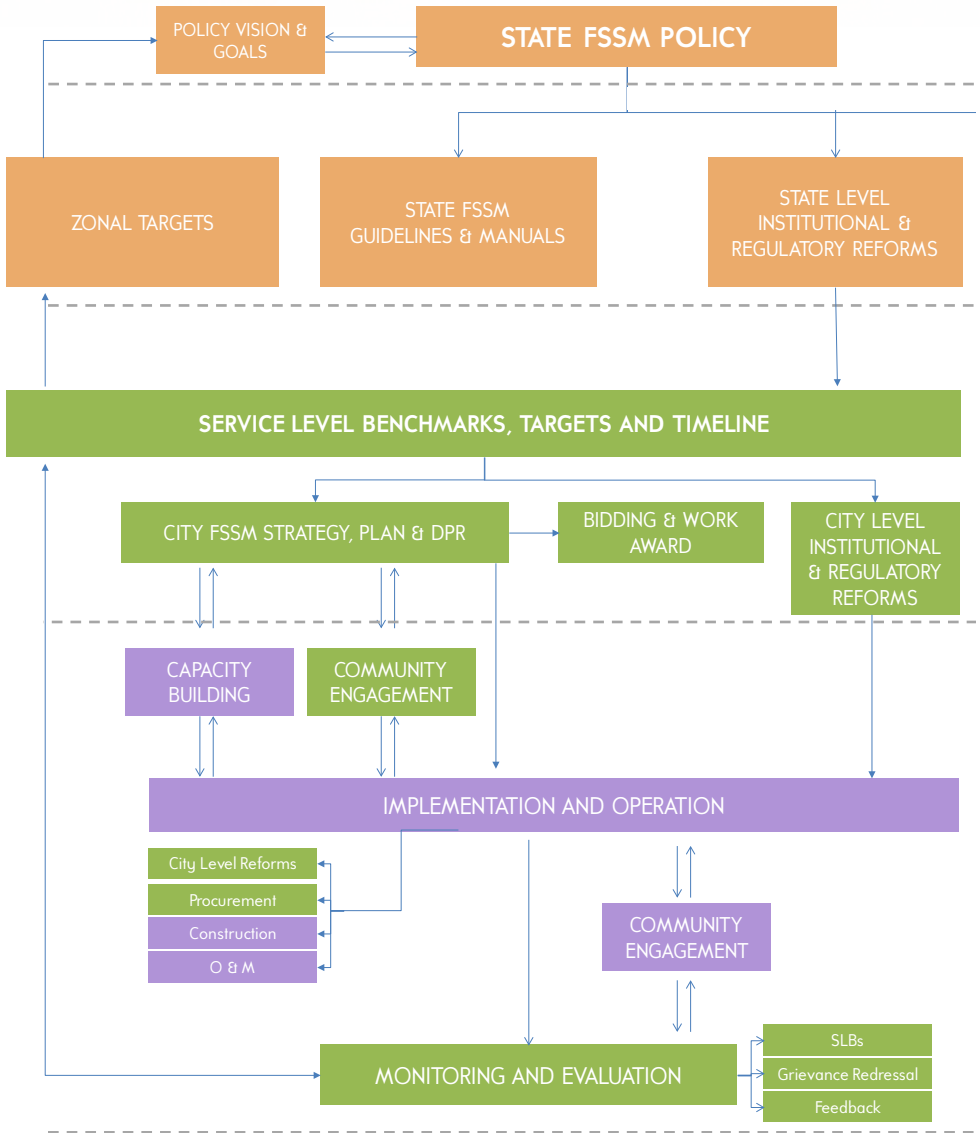 POLICY VISION &
GOALS
STATE FSSM POLICY
ZONAL TARGETS
STATE FSSM
GUIDELINES & MANUALS
STATE LEVEL
INSTITUTIONAL &
REGULATORY REFORMS
SERVICE LEVEL BENCHMARKS, TARGETS AND TIMELINE
CITY FSSM STRATEGY, PLAN & DPR
BIDDING & WORK
AWARD
CITY LEVEL
INSTITUTIONAL
& REGULATORY
REFORMS
CAPACITY
BUILDING
COMMUNITY
ENGAGEMENT
IMPLEMENTATION AND OPERATION
City Level Reforms
Procurement
Construction
O & M
COMMUNITY
ENGAGEMENT
MONITORING AND EVALUATION
SLBs
Grievance Redressal
Feedback